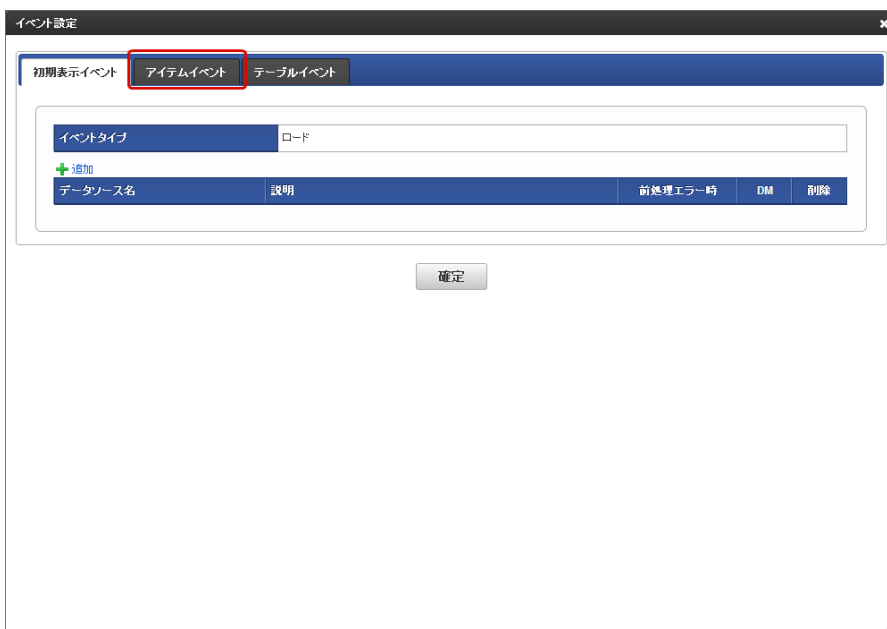 イベント設定
初期表示イベント アイテムイベント テーブルイベント
イベントタイプ ロード
追加
データソース名 説明 前処理エラー時 DM 削除
確定